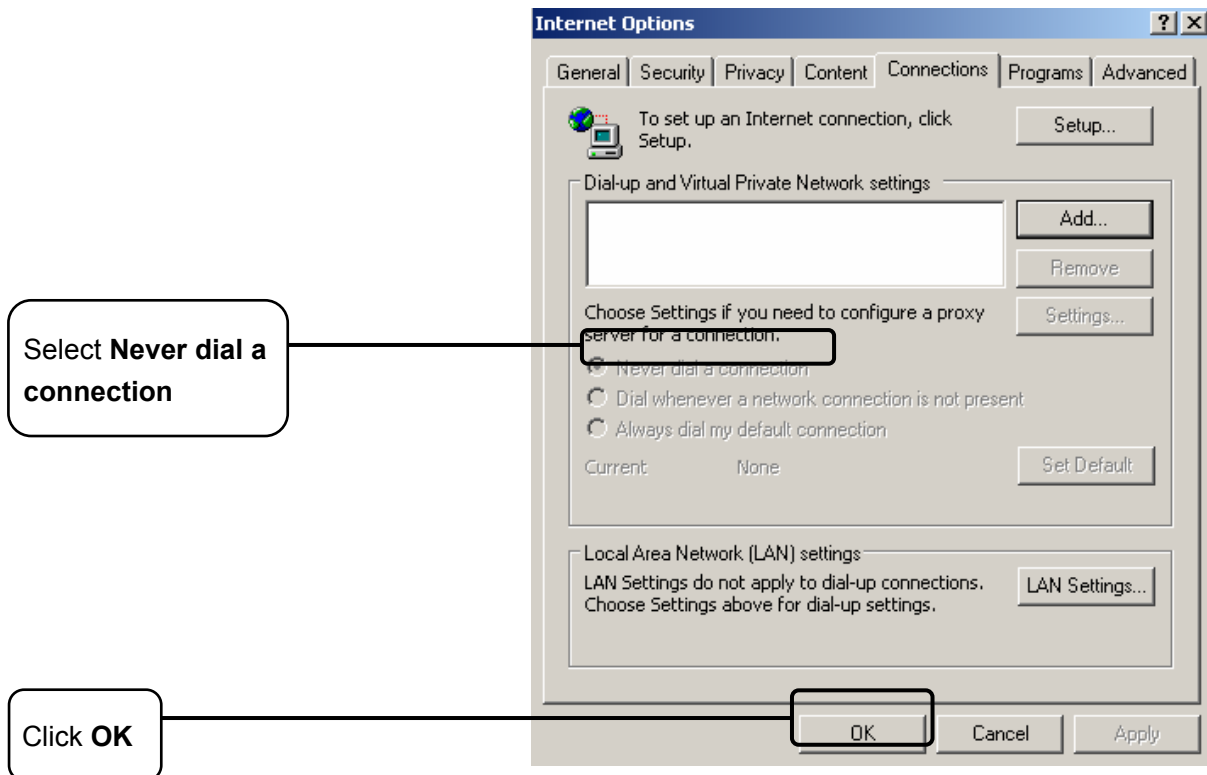 Internet Options
General Security Privacy Content Connections Programs Advanced
To set up an Internet connection, click
Setup.
Setup...
Dial-up and Virtual Private Network settings
Add...
Remove
Choose Settings if you need to configure a proxy
server for a connection.
Settings...
Select Never dial a
connection
Never dial a connection
Dial whenever a network connection is not present
Always dial my default connection
Current None
Set Default
Local Area Network (LAN) settings
LAN Settings do not apply to dial-up connections.
Choose Settings above for dial-up settings.
LAN Settings...
Click OK
OK Cancel Apply